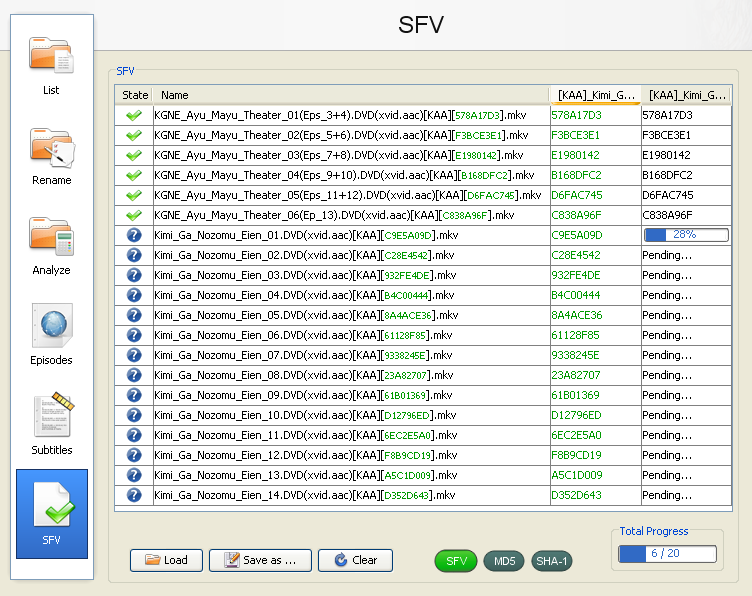 SFV
List
Rename
Analyze
Episodes
Subtitles
SFV
SFV
State Name [KAA]_Kimi_G... [KAA]_Kimi_G...
KGNE_Ayu_Mayu_Theater_01(Eps_3+4).DVD(xvid.aac)[KAA][578A17D3].mkv 578A17D3 578A17D3
KGNE_Ayu_Mayu_Theater_02(Eps_5+6).DVD(xvid.aac)[KAA][F3BCE3E1].mkv F3BCE3E1 F3BCE3E1
KGNE_Ayu_Mayu_Theater_03(Eps_7+8).DVD(xvid.aac)[KAA][E1980142].mkv E1980142 E1980142
KGNE_Ayu_Mayu_Theater_04(Eps_9+10).DVD(xvid.aac)[KAA][B168DFC2].mkv B168DFC2 B168DFC2
KGNE_Ayu_Mayu_Theater_05(Eps_11+12).DVD(xvid.aac)[KAA][D6FAC745].mkv D6FAC745 D6FAC745
KGNE_Ayu_Mayu_Theater_06(Ep_13).DVD(xvid.aac)[KAA][C838A96F].mkv C838A96F C838A96F
Kimi_Ga_Nozomu_Eien_01.DVD(xvid.aac)[KAA][C9E5A09D].mkv C9E5A09D 28%
Kimi_Ga_Nozomu_Eien_02.DVD(xvid.aac)[KAA][C28E4542].mkv C28E4542 Pending...
Kimi_Ga_Nozomu_Eien_03.DVD(xvid.aac)[KAA][932FE4DE].mkv 932FE4DE Pending...
Kimi_Ga_Nozomu_Eien_04.DVD(xvid.aac)[KAA][B4C00444].mkv B4C00444 Pending...
Kimi_Ga_Nozomu_Eien_05.DVD(xvid.aac)[KAA][8A4ACE36].mkv 8A4ACE36 Pending...
Kimi_Ga_Nozomu_Eien_06.DVD(xvid.aac)[KAA][61128F85].mkv 61128F85 Pending...
Kimi_Ga_Nozomu_Eien_07.DVD(xvid.aac)[KAA][9338245E].mkv 9338245E Pending...
Kimi_Ga_Nozomu_Eien_08.DVD(xvid.aac)[KAA][23A82707].mkv 23A82707 Pending...
Kimi_Ga_Nozomu_Eien_09.DVD(xvid.aac)[KAA][61B01369].mkv 61B01369 Pending...
Kimi_Ga_Nozomu_Eien_10.DVD(xvid.aac)[KAA][D12796ED].mkv D12796ED Pending...
Kimi_Ga_Nozomu_Eien_11.DVD(xvid.aac)[KAA][6EC2E5A0].mkv 6EC2E5A0 Pending...
Kimi_Ga_Nozomu_Eien_12.DVD(xvid.aac)[KAA][F8B9CD19].mkv F8B9CD19 Pending...
Kimi_Ga_Nozomu_Eien_13.DVD(xvid.aac)[KAA][A5C1D009].mkv A5C1D009 Pending...
Kimi_Ga_Nozomu_Eien_14.DVD(xvid.aac)[KAA][D352D643].mkv D352D643 Pending...
Load Save as ... Clear SFV MD5 SHA-1
Total Progress
6 / 20